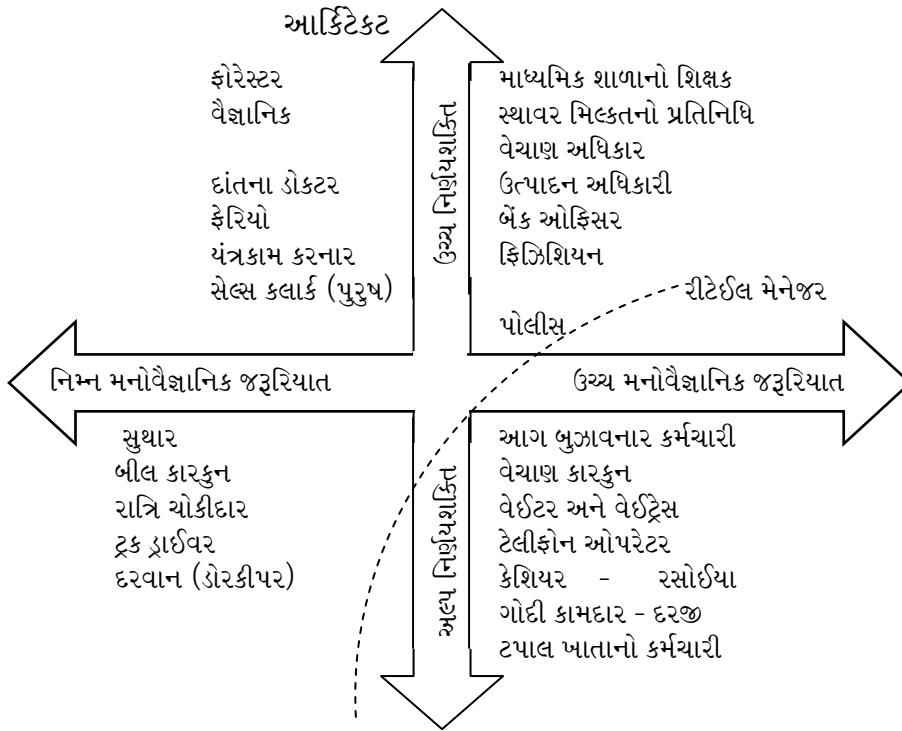 આર્કિટેકટ
ફોરેસ્ટર
વૈજ્ઞાનિક
દાંતના ડોકટર
ફેરિયો
યંત્રકામ કરનાર
સેલ્સ કલાર્ક (પુરુષ)
ઉચ્ચ નિર્ણયશકિત
માધ્યમિક શાળાનો શિક્ષક
સ્થાવર મિલ્કતનો પ્રતિનિધિ
વેચાણ અધિકાર
ઉત્પાદન અધિકારી
બેંક ઓફિસર
ફિઝિશિયન
રીટેઈલ મેનેજર
પોલીસ
નિમ્ન મનોવૈજ્ઞાનિક જરૂરિયાત
ઉચ્ચ મનોવૈજ્ઞાનિક જરૂરિયાત
સુથાર
બીલ કારકુન
રાત્રિ ચોકીદાર
ટ્રક ડ્રાઈવર
દરવાન (ડોરકીપર)
અલ્પ નિર્ણયશકિત
આગ બુઝાવનાર કર્મચારી
વેચાણ કારકુન
વેઈટર અને વેઈટ્રેસ
ટેલીફોન ઓપરેટર
કેશિયર - રસોઈયા
ગોદી કામદાર - દરજી
ટપાલ ખાતાનો કર્મચારી